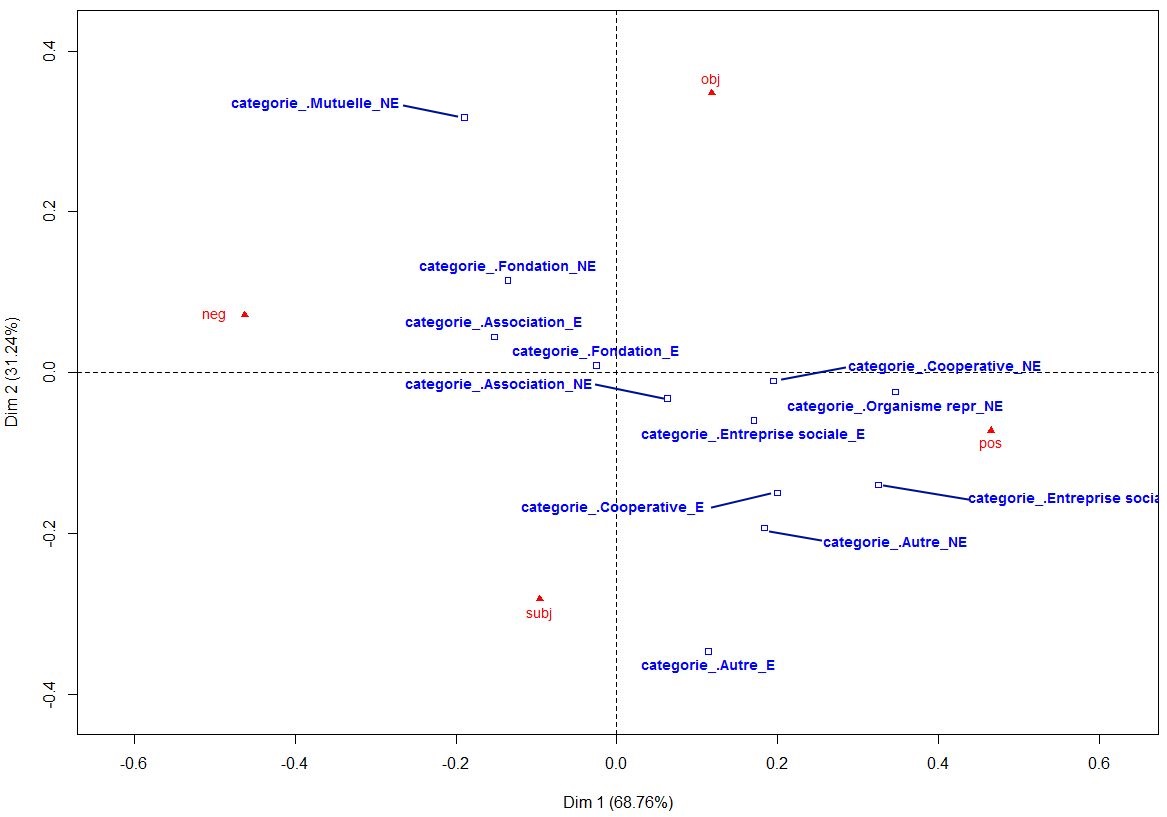 0.4
obj
categorie_.Mutuelle_NE
0.2
categorie_.Fondation_NE
neg
categorie_.Association_E
categorie_.Fondation_E
Dim 2 (31.24%)
0.0
categorie_.Cooperative_NE
categorie_.Association_NE
categorie_.Organisme repr_NE
categorie_.Entreprise sociale_E
pos
categorie_.Entreprise socia
categorie_.Cooperative_E
-0.2
categorie_.Autre_NE
subj
categorie_.Autre_E
-0.4
-0.6 -0.4 -0.2 0.0 0.2 0.4 0.6
Dim 1 (68.76%)